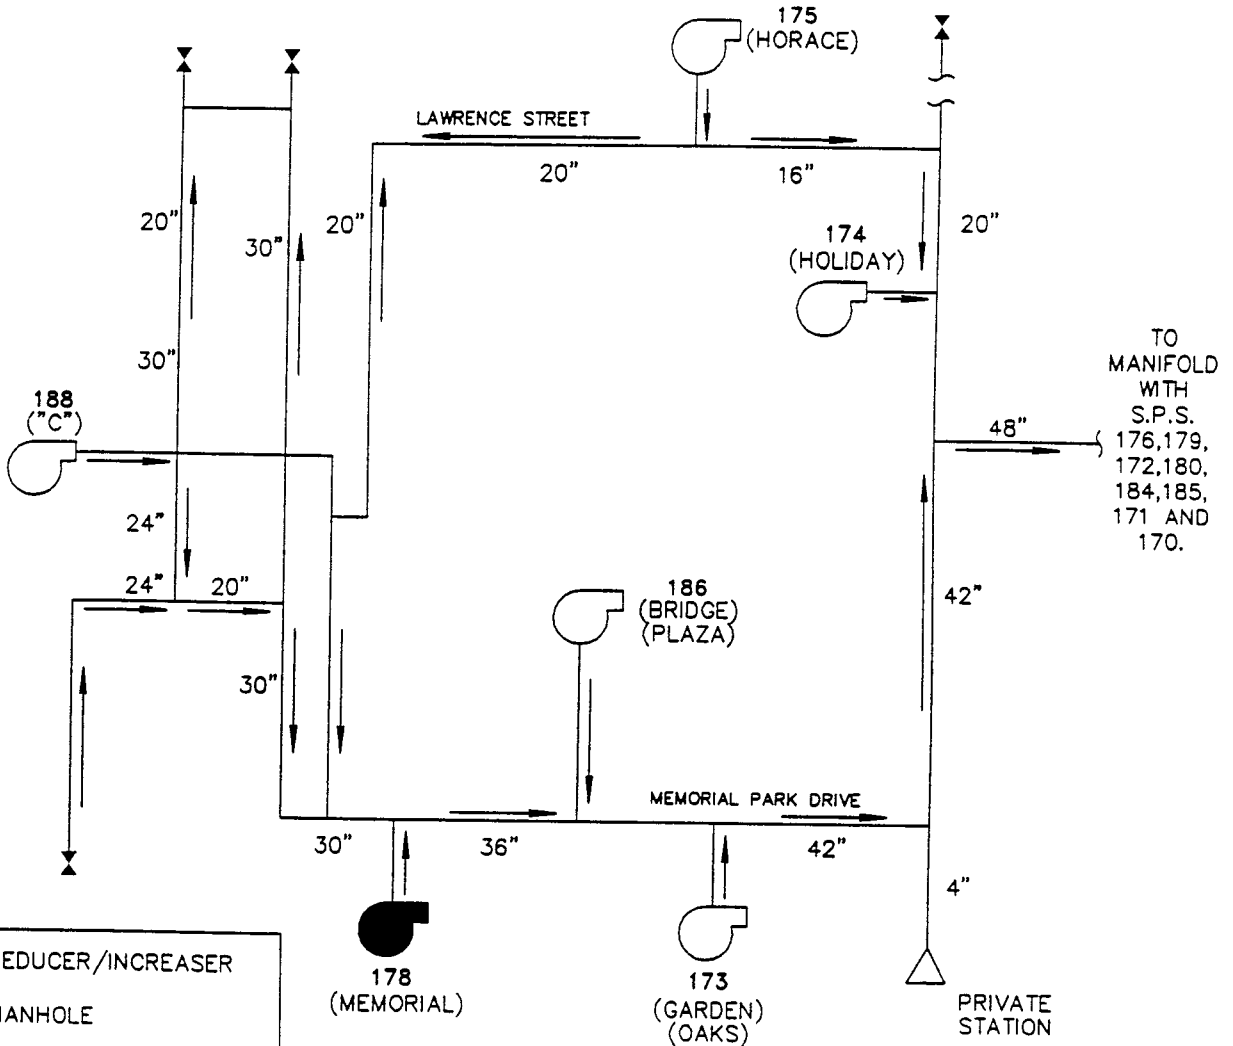 175
(HORACE)
LAWRENCE STREET
20"
16"
20"
30"
20"
20"
174
(HOLIDAY)
30"
188
("C")
TO
MANIFOLD
WITH
S.P.S.
176,179,
172,180,
184,185,
171 AND
170.
48"
24"
24"
20"
186
(BRIDGE)
(PLAZA)
42"
30"
MEMORIAL PARK DRIVE
30"
36"
42"
4"
178
(MEMORIAL)
173
(GARDEN)
(OAKS)
PRIVATE
STATION
EDUCER/INCREASER
IANHOLE